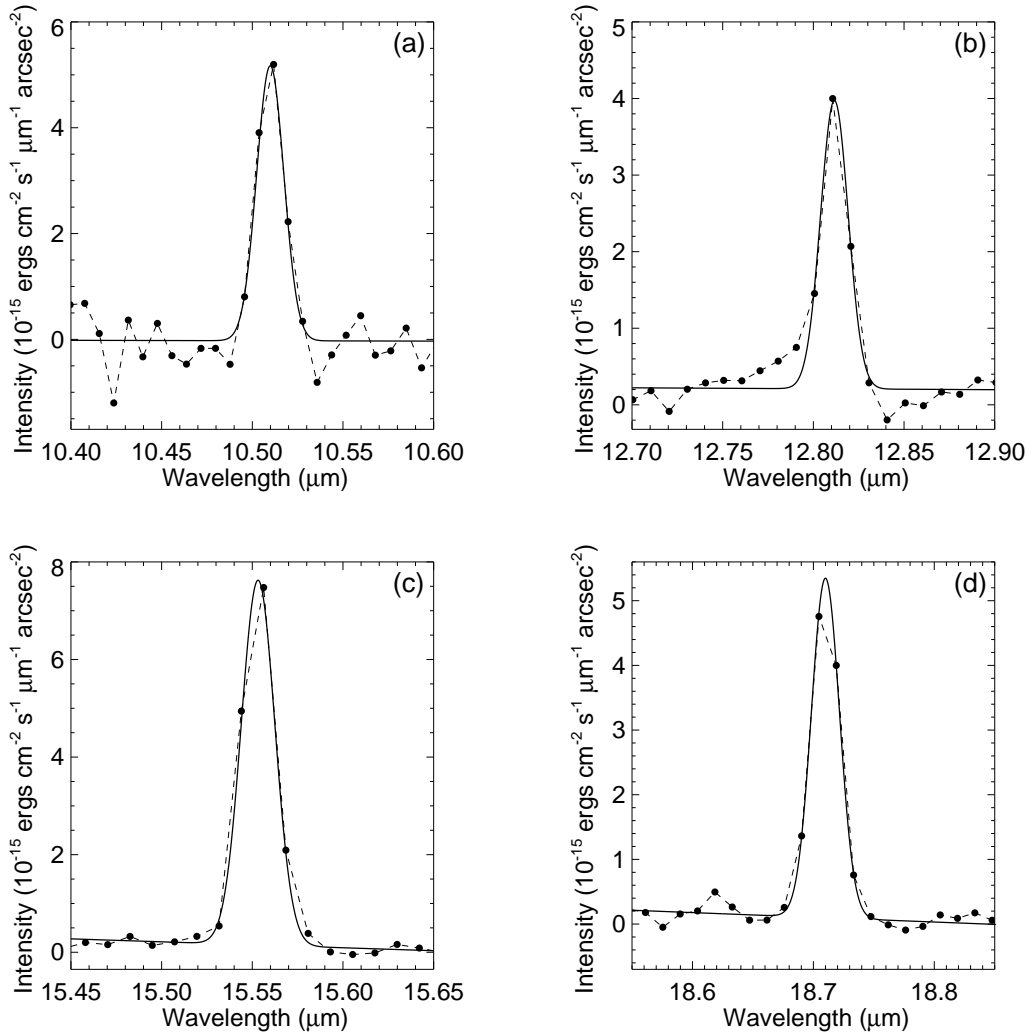 (a)
6
4
2
0
Intensity (10⁻¹⁵ ergs cm⁻² s⁻¹ μm⁻¹ arcsec⁻²)
10.40 10.45 10.50 10.55 10.60
Wavelength (μm)
(b)
5
4
3
2
1
0
Intensity (10⁻¹⁵ ergs cm⁻² s⁻¹ μm⁻¹ arcsec⁻²)
12.70 12.75 12.80 12.85 12.90
Wavelength (μm)
(c)
8
6
4
2
0
Intensity (10⁻¹⁵ ergs cm⁻² s⁻¹ μm⁻¹ arcsec⁻²)
15.45 15.50 15.55 15.60 15.65
Wavelength (μm)
(d)
5
4
3
2
1
0
Intensity (10⁻¹⁵ ergs cm⁻² s⁻¹ μm⁻¹ arcsec⁻²)
18.6 18.7 18.8
Wavelength (μm)